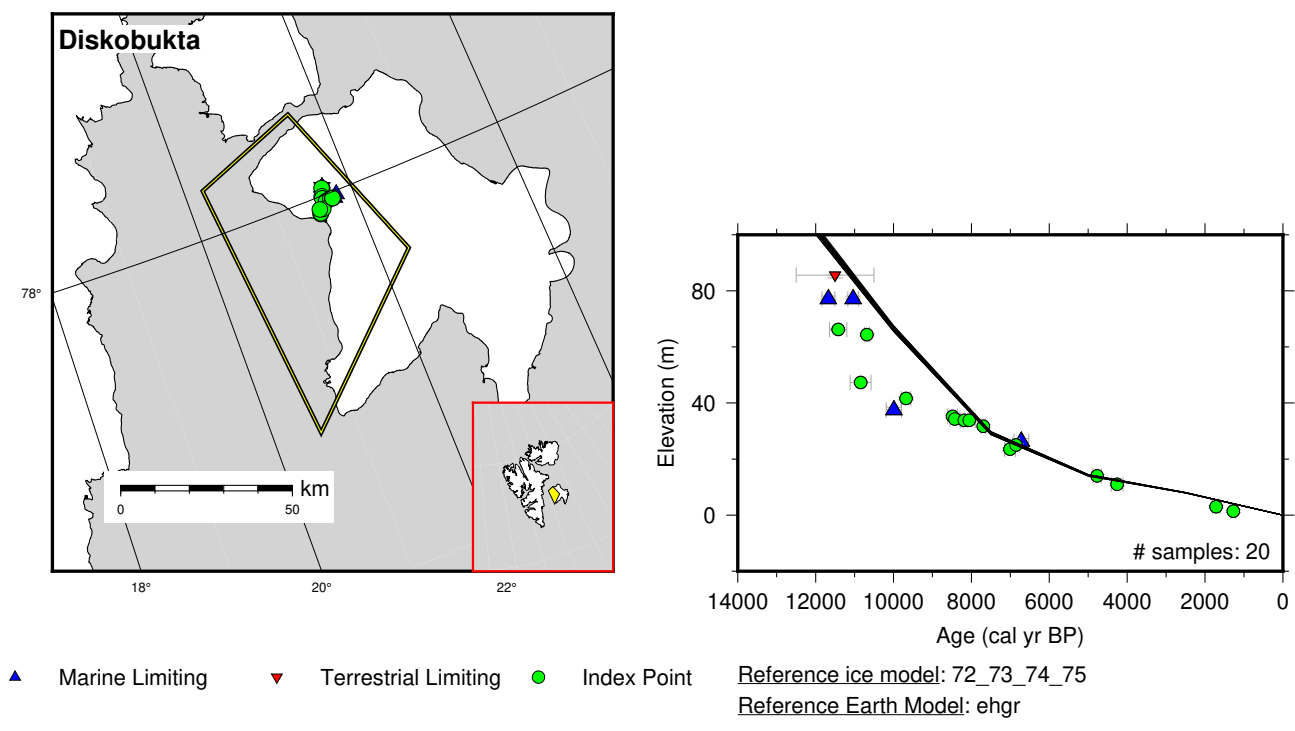 Diskobukta
78°
km
0 50
18° 20° 22°
80
40
0
Elevation (m)
# samples: 20
14000 12000 10000 8000 6000 4000 2000 0
Age (cal yr BP)
Marine Limiting Terrestrial Limiting Index Point
Reference ice model: 72_73_74_75
Reference Earth Model: ehgr